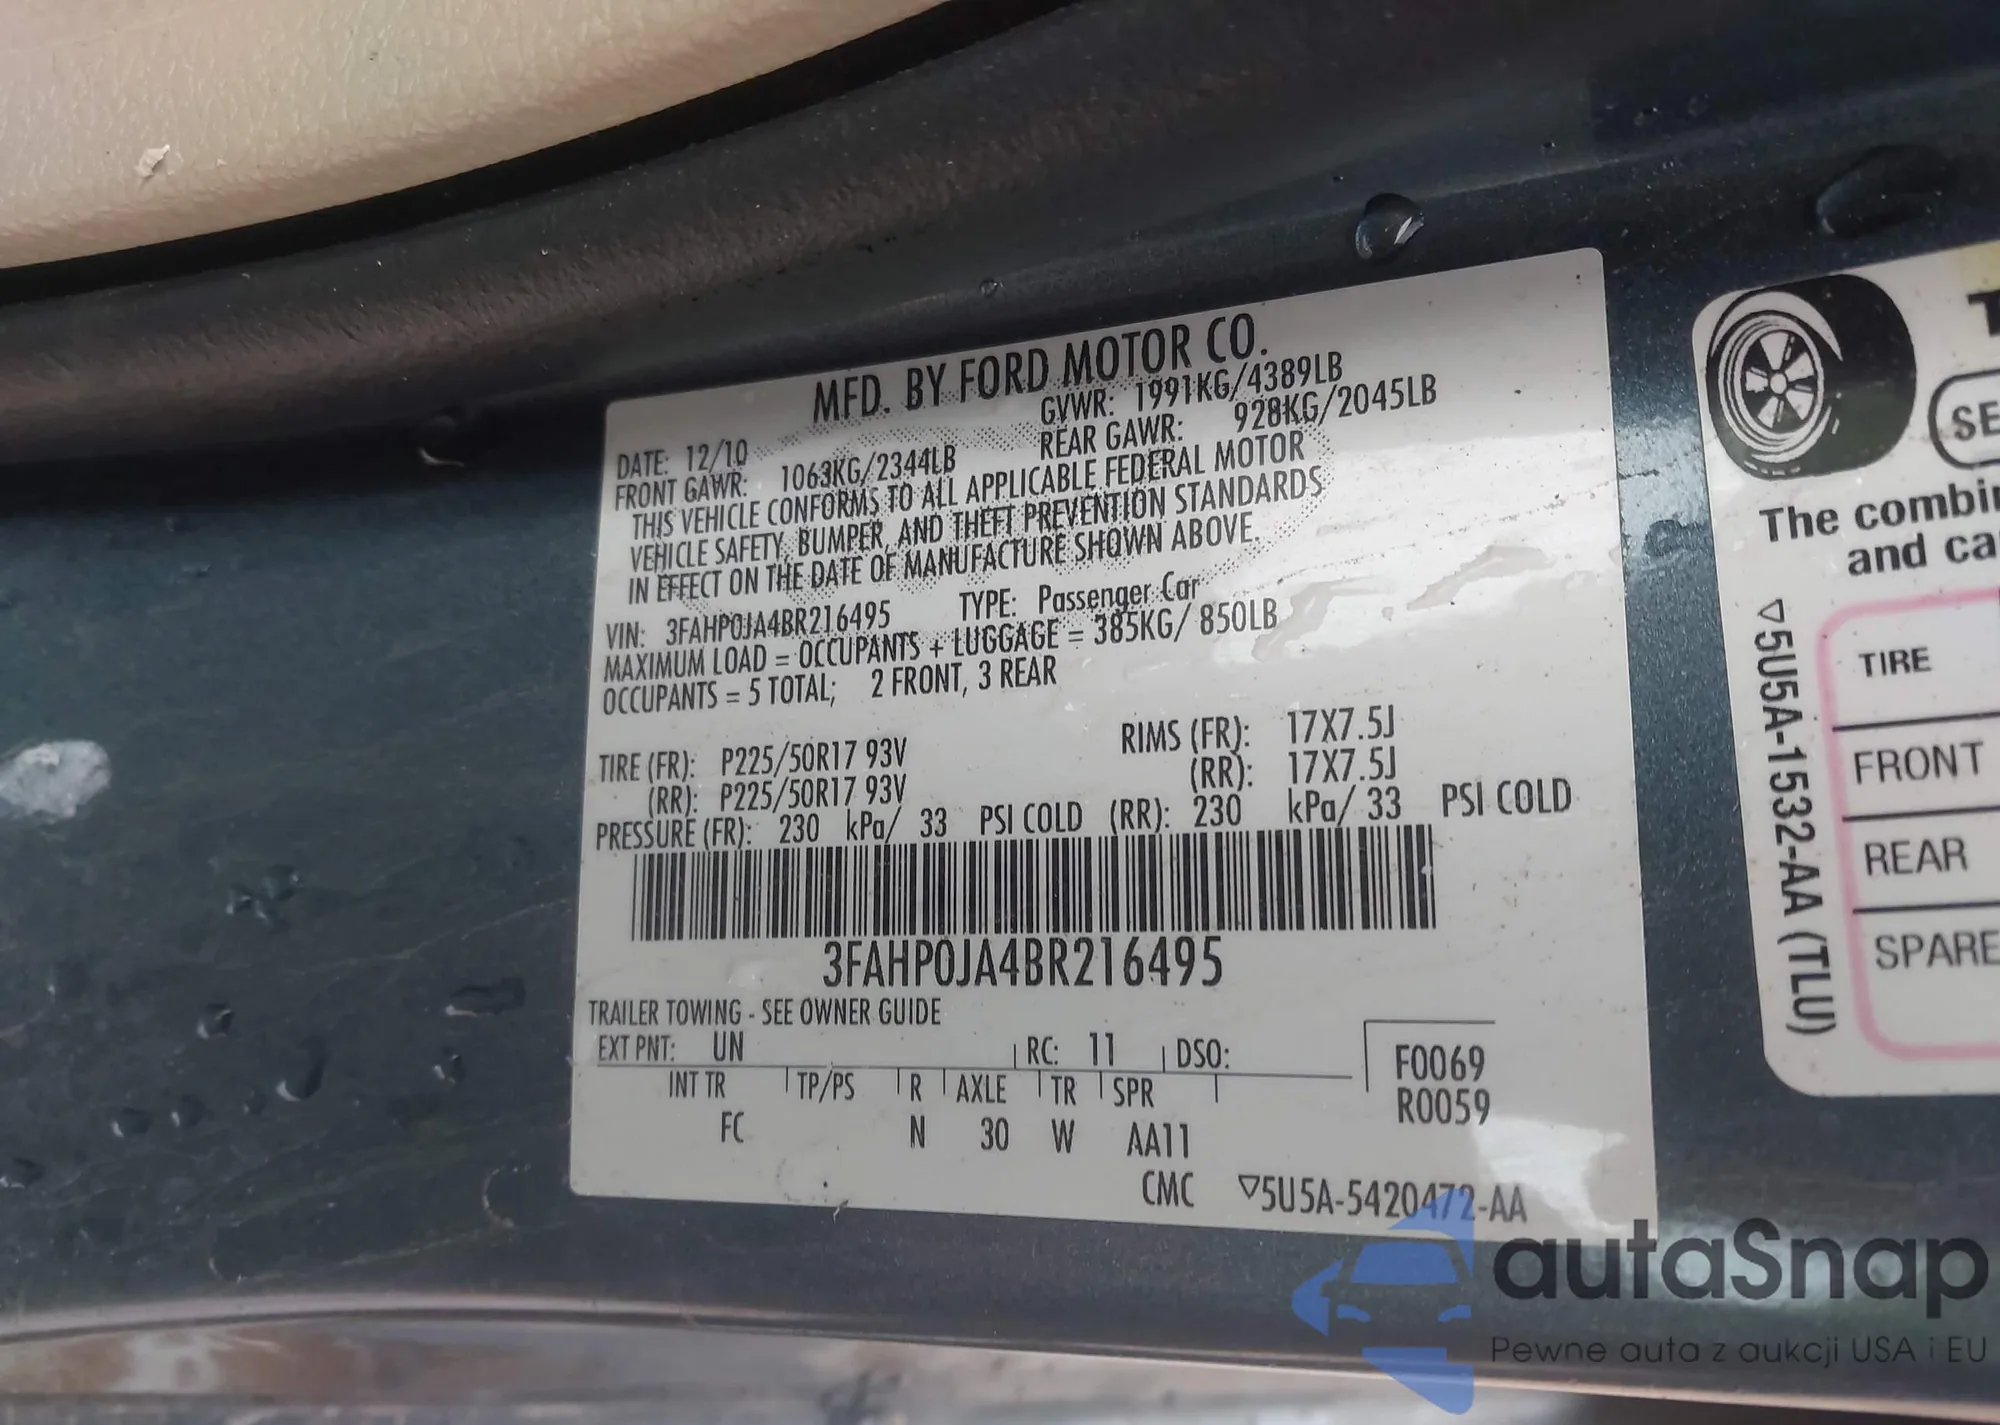 MFD. BY FORD MOTOR CO.
DATE: 12/10 GVWR: 1991KG/4389LB
FRONT GAWR: 1063KG/2344LB REAR GAWR: 928KG/2045LB
THIS VEHICLE CONFORMS TO ALL APPLICABLE FEDERAL MOTOR
VEHICLE SAFETY, BUMPER, AND THEFT PREVENTION STANDARDS
IN EFFECT ON THE DATE OF MANUFACTURE SHOWN ABOVE.
VIN: 3FAHP0JA4BR216495 TYPE: Passenger Car
MAXIMUM LOAD = OCCUPANTS + LUGGAGE = 385KG/ 850LB
OCCUPANTS = 5 TOTAL; 2 FRONT, 3 REAR
TIRE (FR): P225/50R17 93V RIMS (FR): 17X7.5J
(RR): P225/50R17 93V (RR): 17X7.5J
PRESSURE (FR): 230 kPa/ 33 PSI COLD (RR): 230 kPa/ 33 PSI COLD
3FAHP0JA4BR216495
TRAILER TOWING - SEE OWNER GUIDE
EXT PNT: UN RC: 11 DSO:
INT TR TP/PS R AXLE TR SPR
FC N 30 W AA11
F0069
R0059
CMC ▽5U5A-5420472-AA
SE
The combin
and ca
▽5U5A-1532-AA (TLU)
TIRE
FRONT
REAR
SPARE
autaSnap
Pewne auta z aukcji USA i EU